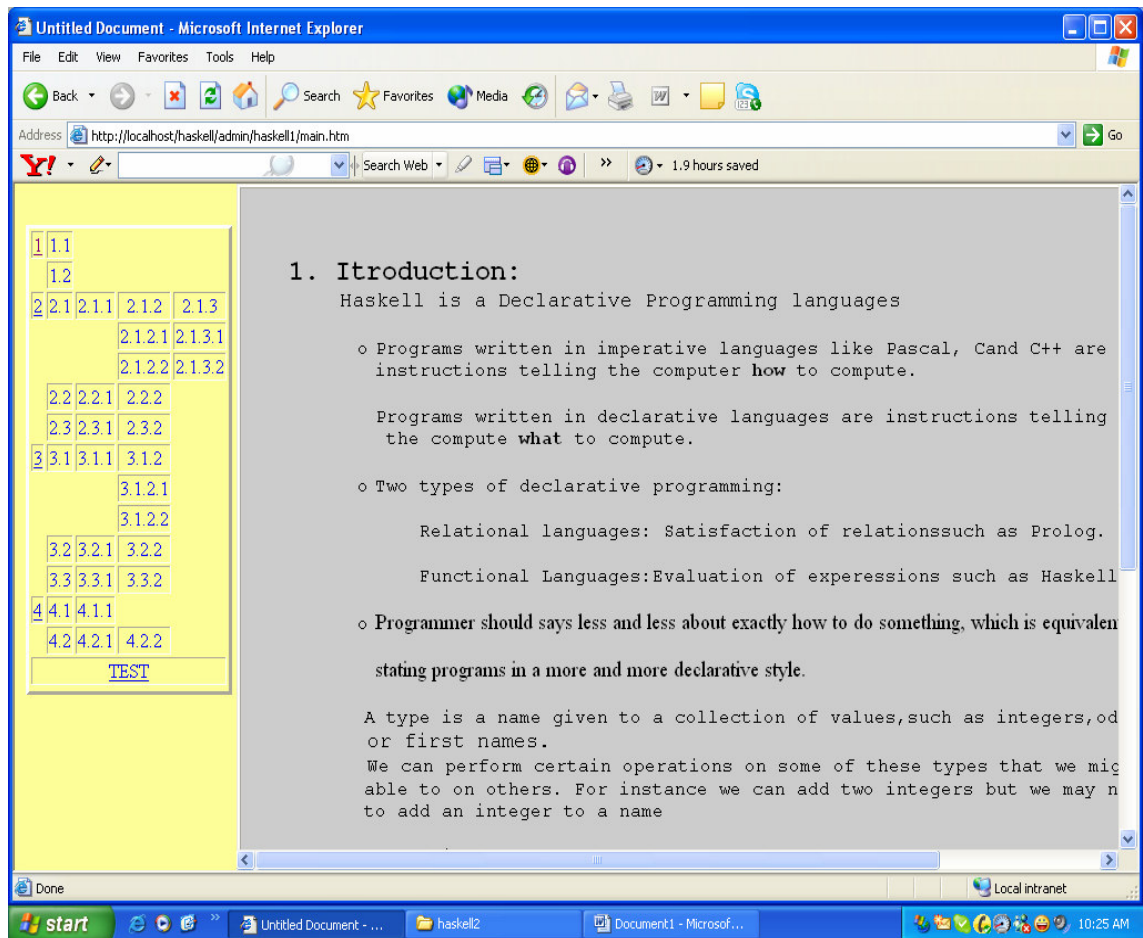 Untitled Document - Microsoft Internet Explorer
File Edit View Favorites Tools Help
Back Search Favorites Media
Address http://localhost/haskell/admin/haskell1/main.htm Go
Y! Search Web 1.9 hours saved
1 1.1
1.2
2 2.1 2.1.1 2.1.2 2.1.3
2.1.2.1 2.1.3.1
2.1.2.2 2.1.3.2
2.2 2.2.1 2.2.2
2.3 2.3.1 2.3.2
3 3.1 3.1.1 3.1.2
3.1.2.1
3.1.2.2
3.2 3.2.1 3.2.2
3.3 3.3.1 3.3.2
4 4.1 4.1.1
4.2 4.2.1 4.2.2
TEST
1. Itroduction:
Haskell is a Declarative Programming languages
o Programs written in imperative languages like Pascal, Cand C++ are
instructions telling the computer how to compute.
Programs written in declarative languages are instructions telling
the compute what to compute.
o Two types of declarative programming:
Relational languages: Satisfaction of relationssuch as Prolog.
Functional Languages:Evaluation of experessions such as Haskell
o Programmer should says less and less about exactly how to do something, which is equivalen
stating programs in a more and more declarative style.
A type is a name given to a collection of values,such as integers,od
or first names.
We can perform certain operations on some of these types that we mig
able to on others. For instance we can add two integers but we may n
to add an integer to a name
Done Local intranet
start Untitled Document - ... haskell2 Document1 - Microsof... 10:25 AM